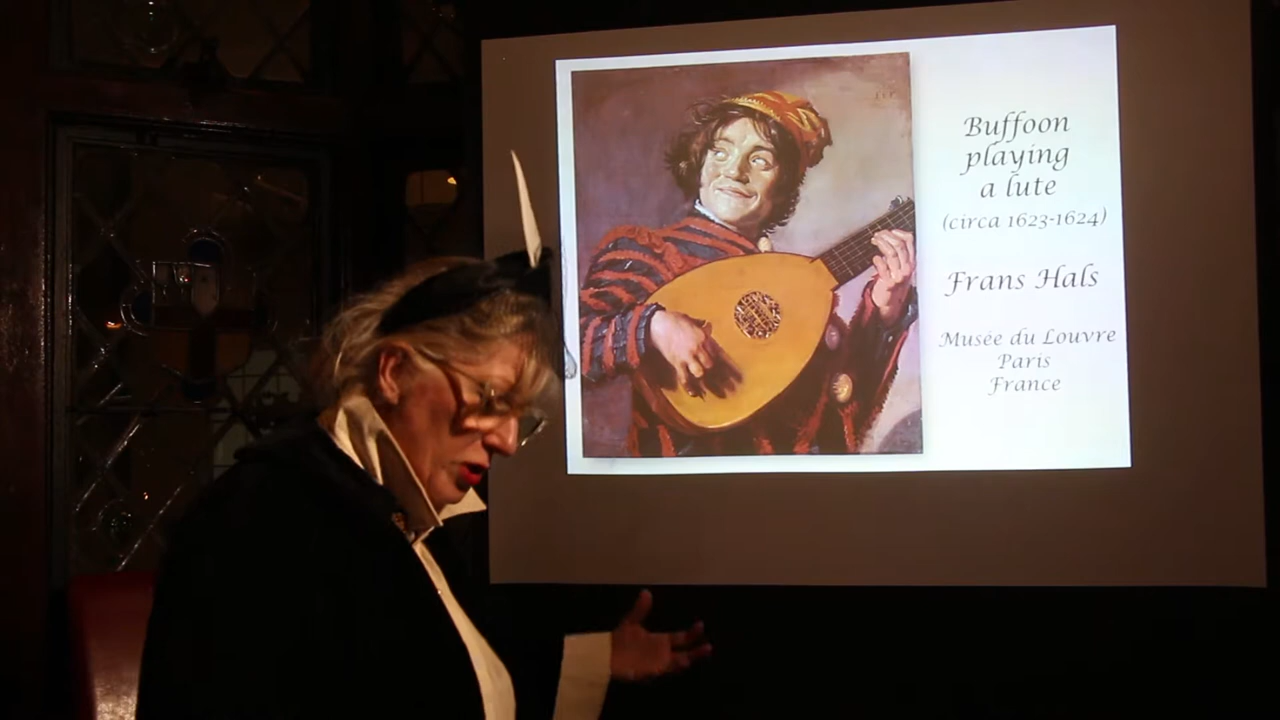 Buffoon
playing
a lute
(circa 1623-1624)
Frans Hals
Musée du Louvre
Paris
France